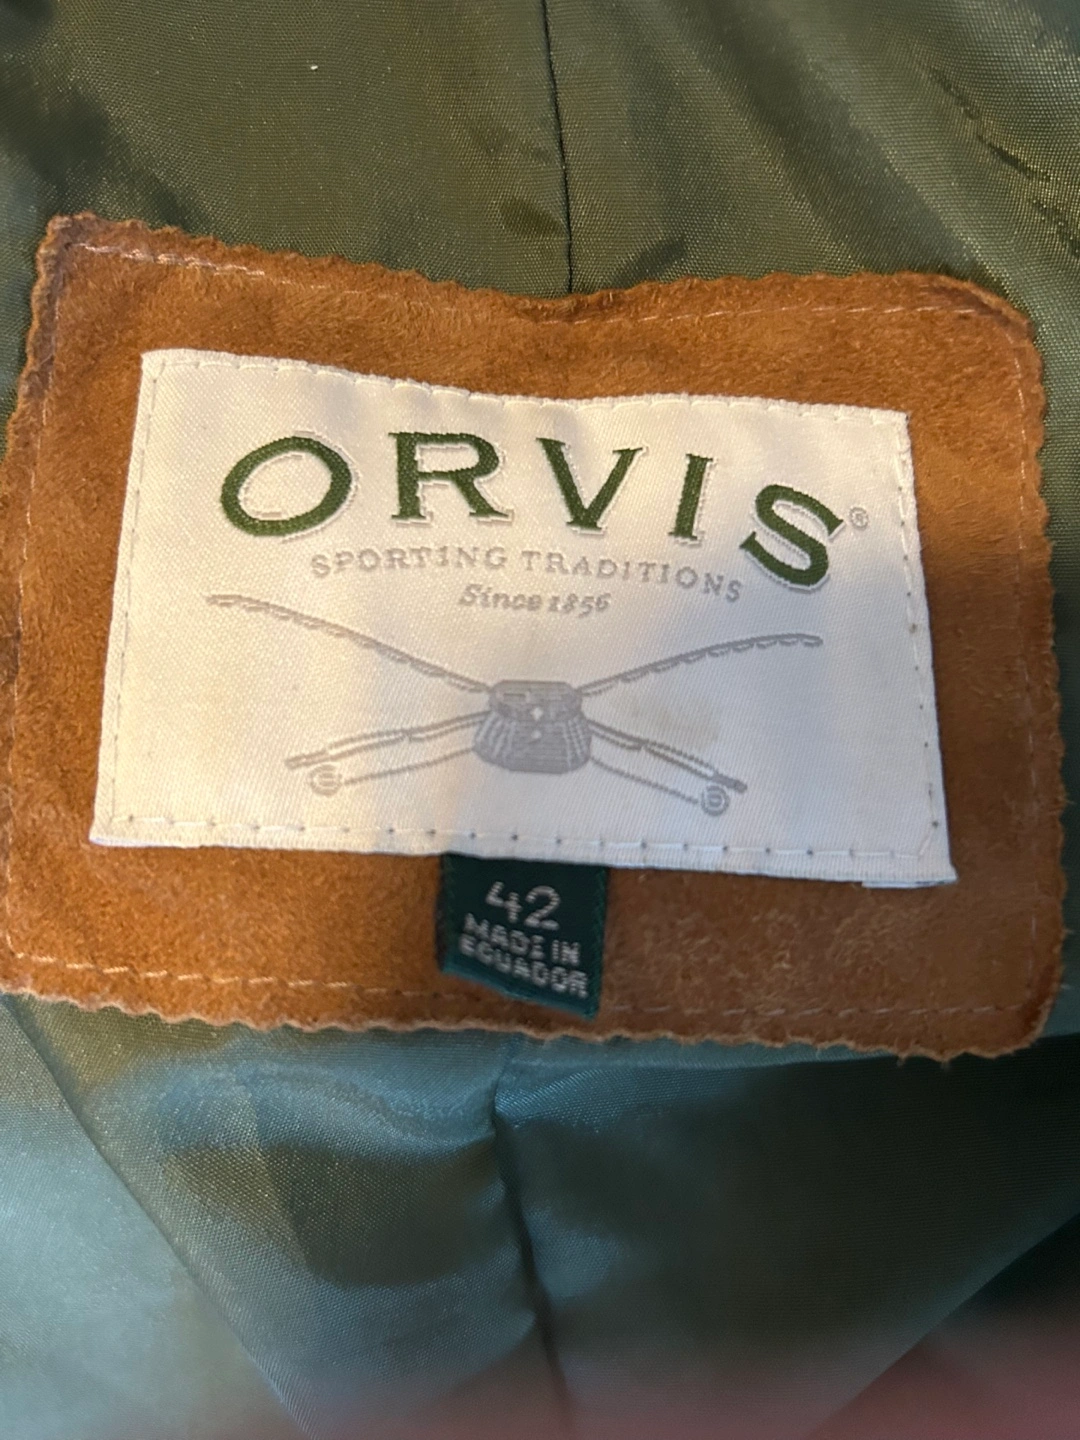 ORVIS®
SPORTING TRADITIONS
Since 1856
42
MADE IN
ECUADOR